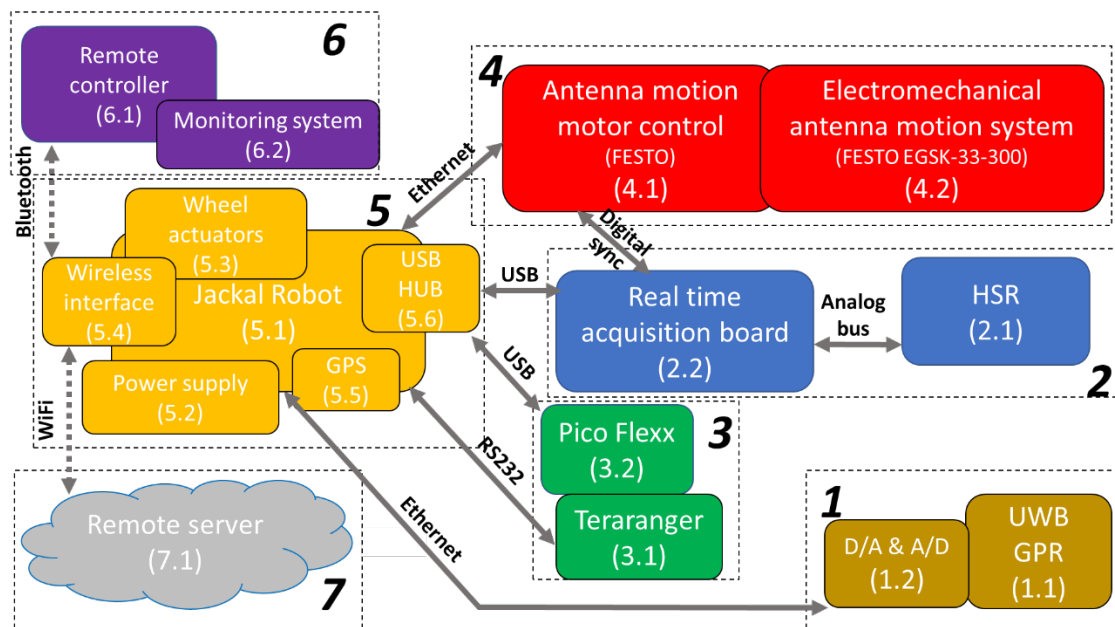 6
Remote
controller
(6.1)
Monitoring system
(6.2)
4
Antenna motion
motor control
(FESTO)
(4.1)
Electromechanical
antenna motion system
(FESTO EGSK-33-300)
(4.2)
Bluetooth
Ethernet
5
Wheel
actuators
(5.3)
Wireless
interface
(5.4)
Jackal Robot
(5.1)
USB
HUB
(5.6)
Power supply
(5.2)
GPS
(5.5)
Digital
sync
USB
Real time
acquisition board
(2.2)
Analog
bus
HSR
(2.1)
2
USB
WiFi
RS232
3
Pico Flexx
(3.2)
Teraranger
(3.1)
Ethernet
Remote server
(7.1)
7
1
D/A & A/D
(1.2)
UWB
GPR
(1.1)